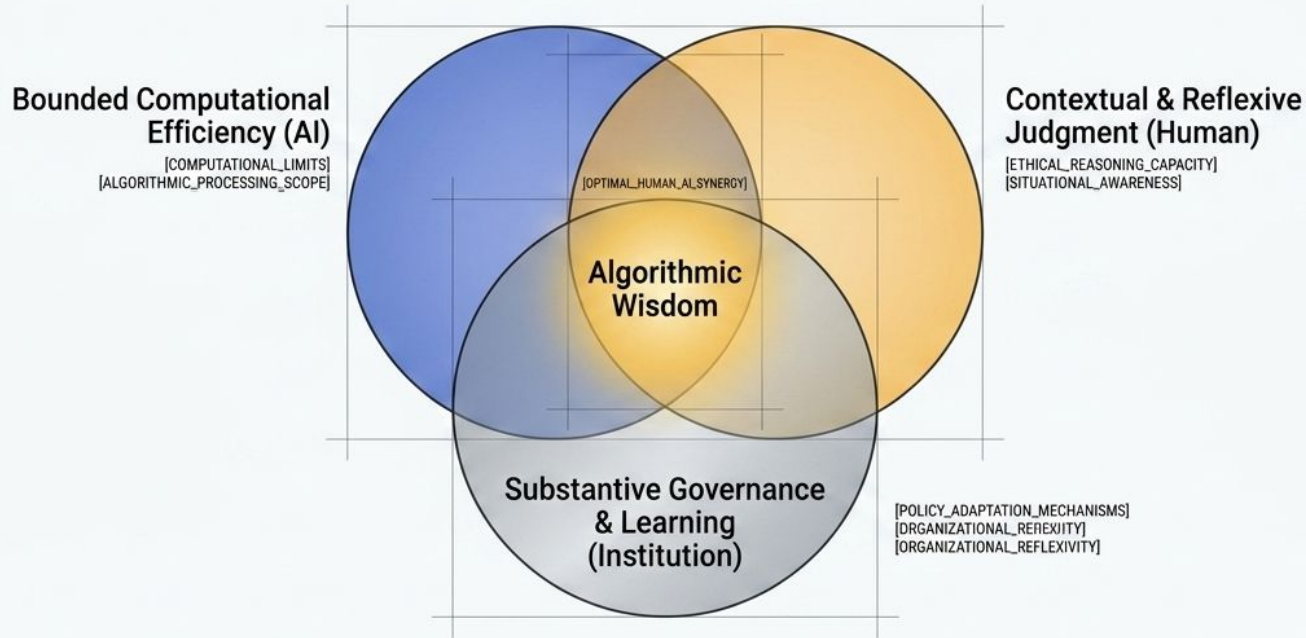 Bounded Computational
Efficiency (AI)
[COMPUTATIONAL_LIMITS]
[ALGORITHMIC_PROCESSING_SCOPE]
Contextual & Reflexive
Judgment (Human)
[ETHICAL_REASONING_CAPACITY]
[SITUATIONAL_AWARENESS]
[OPTIMAL_HUMAN_AI_SYNERGY]
Algorithmic
Wisdom
Substantive Governance
& Learning
(Institution)
[POLICY_ADAPTATION_MECHANISMS]
[ORGANIZATIONAL_REFLEXIVITY]